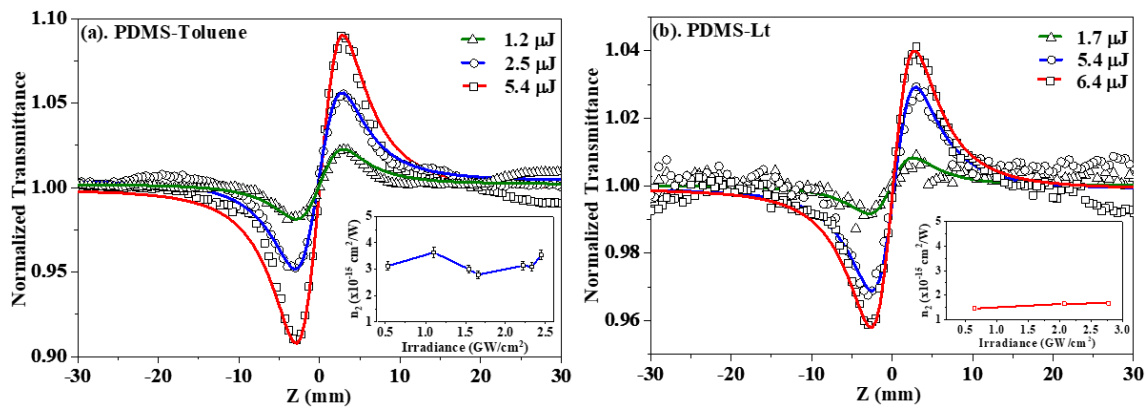 (a). PDMS-Toluene
1.2 μJ
2.5 μJ
5.4 μJ
Normalized Transmittance
1.10
1.05
1.00
0.95
0.90
-30
-20
-10
0
10
20
30
Z (mm)
n2 (x10-15 cm2/W)
5
4
3
2
1
0.5
1.0
1.5
2.0
2.5
Irradiance (GW/cm2)
(b). PDMS-Lt
1.7 μJ
5.4 μJ
6.4 μJ
Normalized Transmittance
1.04
1.02
1.00
0.98
0.96
-30
-20
-10
0
10
20
30
Z (mm)
n2 (x10-15 cm2/W)
5
4
3
2
1
0.5
1.0
1.5
2.0
2.5
3.0
Irradiance (GW/cm2)